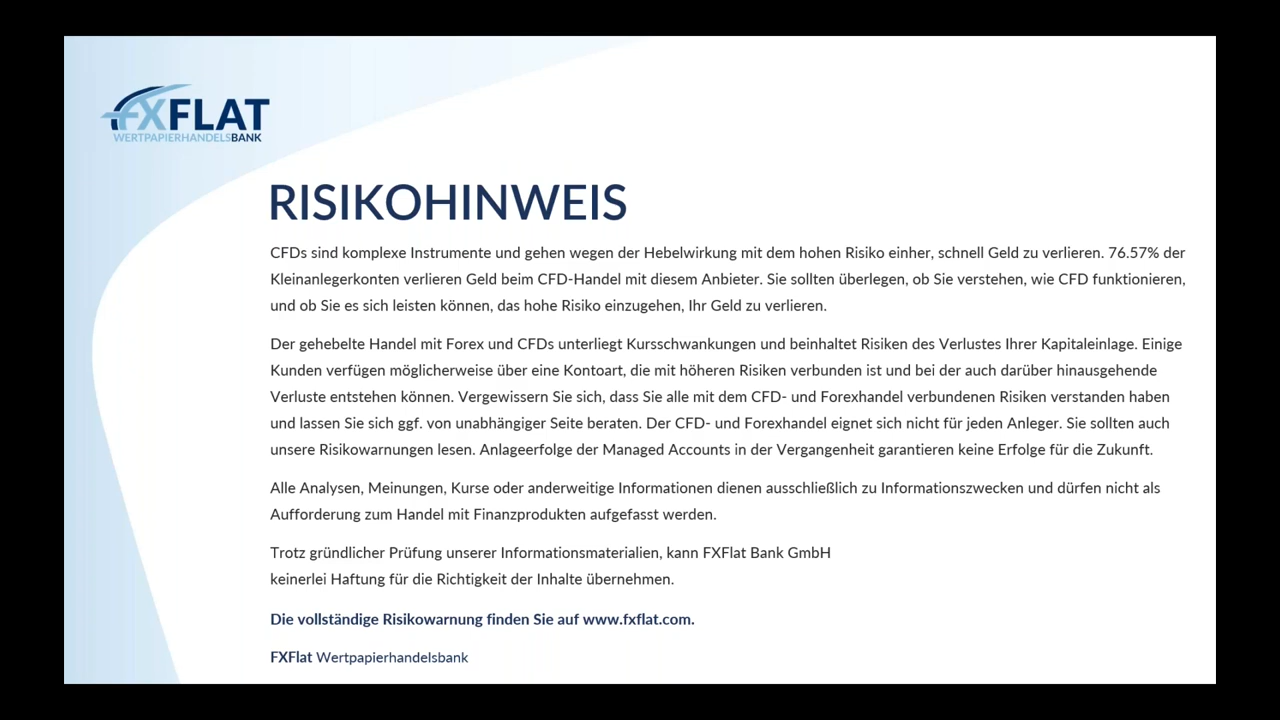 FXFLAT
WERTPAPIERHANDELSBANK
RISIKOHINWEIS
CFDs sind komplexe Instrumente und gehen wegen der Hebelwirkung mit dem hohen Risiko einher, schnell Geld zu verlieren. 76.57% der
Kleinanlegerkonten verlieren Geld beim CFD-Handel mit diesem Anbieter. Sie sollten überlegen, ob Sie verstehen, wie CFD funktionieren,
und ob Sie es sich leisten können, das hohe Risiko einzugehen, Ihr Geld zu verlieren.
Der gehebelte Handel mit Forex und CFDs unterliegt Kursschwankungen und beinhaltet Risiken des Verlustes Ihrer Kapitaleinlage. Einige
Kunden verfügen möglicherweise über eine Kontoart, die mit höheren Risiken verbunden ist und bei der auch darüber hinausgehende
Verluste entstehen können. Vergewissern Sie sich, dass Sie alle mit dem CFD- und Forexhandel verbundenen Risiken verstanden haben
und lassen Sie sich ggf. von unabhängiger Seite beraten. Der CFD- und Forexhandel eignet sich nicht für jeden Anleger. Sie sollten auch
unsere Risikowarnungen lesen. Anlageerfolge der Managed Accounts in der Vergangenheit garantieren keine Erfolge für die Zukunft.
Alle Analysen, Meinungen, Kurse oder anderweitige Informationen dienen ausschließlich zu Informationszwecken und dürfen nicht als
Aufforderung zum Handel mit Finanzprodukten aufgefasst werden.
Trotz gründlicher Prüfung unserer Informationsmaterialien, kann FXFlat Bank GmbH
keinerlei Haftung für die Richtigkeit der Inhalte übernehmen.
Die vollständige Risikowarnung finden Sie auf www.fxflat.com.
FXFlat Wertpapierhandelsbank